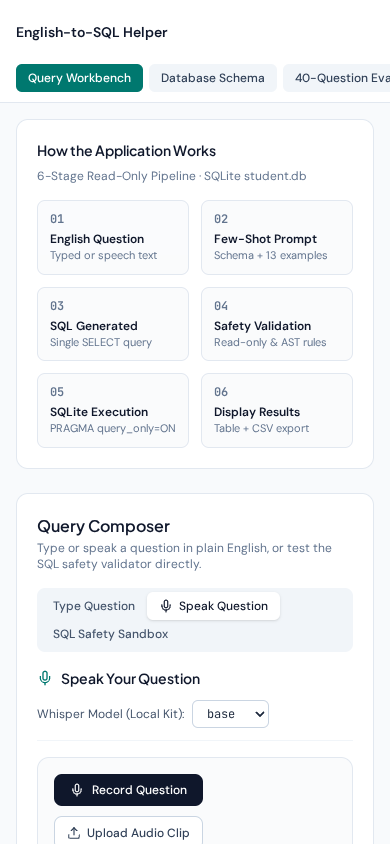 English-to-SQL Helper
Query Workbench
Database Schema
40-Question Eva
How the Application Works
6-Stage Read-Only Pipeline · SQLite student.db
01
English Question
Typed or speech text
02
Few-Shot Prompt
Schema + 13 examples
03
SQL Generated
Single SELECT query
04
Safety Validation
Read-only & AST rules
05
SQLite Execution
PRAGMA query_only=ON
06
Display Results
Table + CSV export
Query Composer
Type or speak a question in plain English, or test the
SQL safety validator directly.
Type Question
Speak Question
SQL Safety Sandbox
Speak Your Question
Whisper Model (Local Kit):
base
Record Question
Upload Audio Clip